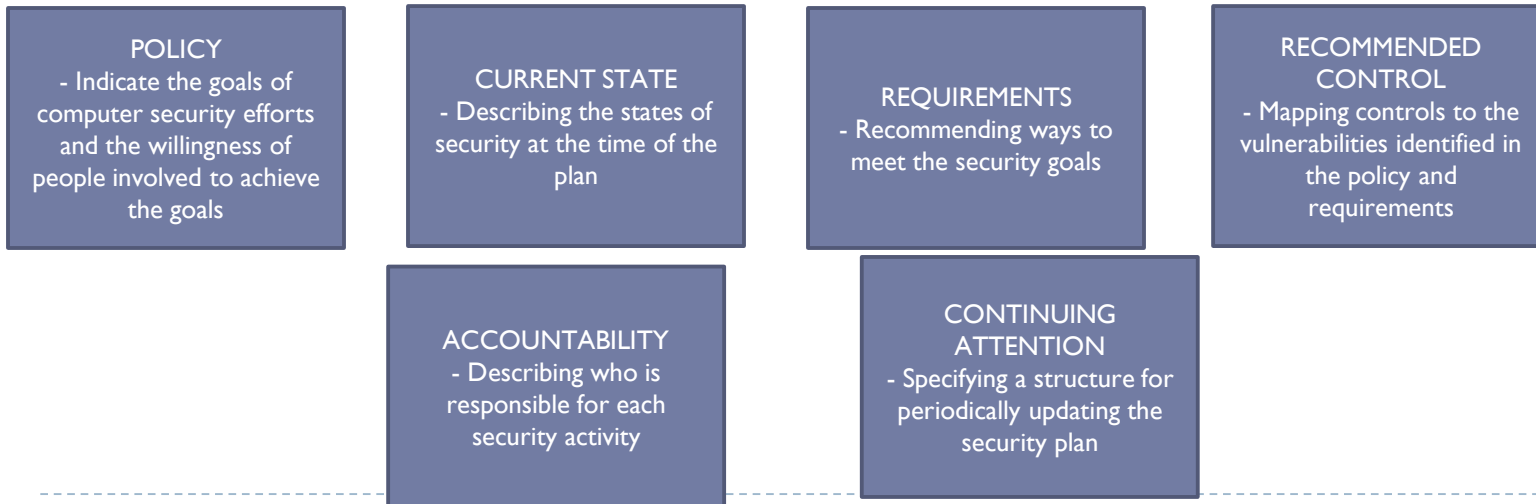 POLICY
- Indicate the goals of
computer security efforts
and the willingness of
people involved to achieve
the goals
CURRENT STATE
- Describing the states of
security at the time of the
plan
REQUIREMENTS
- Recommending ways to
meet the security goals
RECOMMENDED
CONTROL
- Mapping controls to the
vulnerabilities identified in
the policy and
requirements
ACCOUNTABILITY
- Describing who is
responsible for each
security activity
CONTINUING
ATTENTION
- Specifying a structure for
periodically updating the
security plan